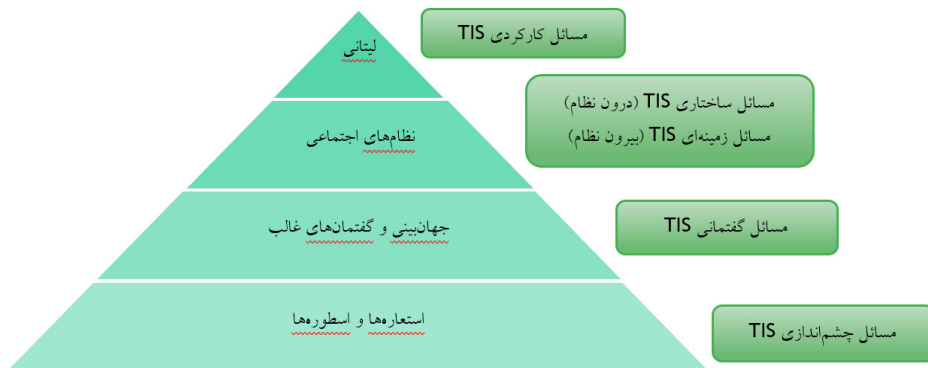 لیتانی
مسائل کارکردی TIS
نظام‌های اجتماعی
مسائل ساختاری TIS (درون نظام)
مسائل زمینه‌ای TIS (بیرون نظام)
جهان‌بینی و گفتمان‌های غالب
مسائل گفتمانی TIS
استعاره‌ها و اسطوره‌ها
مسائل چشم‌اندازی TIS